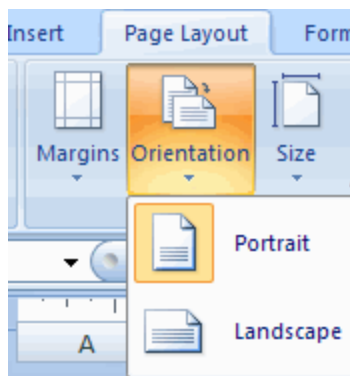 Insert Page Layout Form
Margins Orientation Size
Portrait
Landscape
A